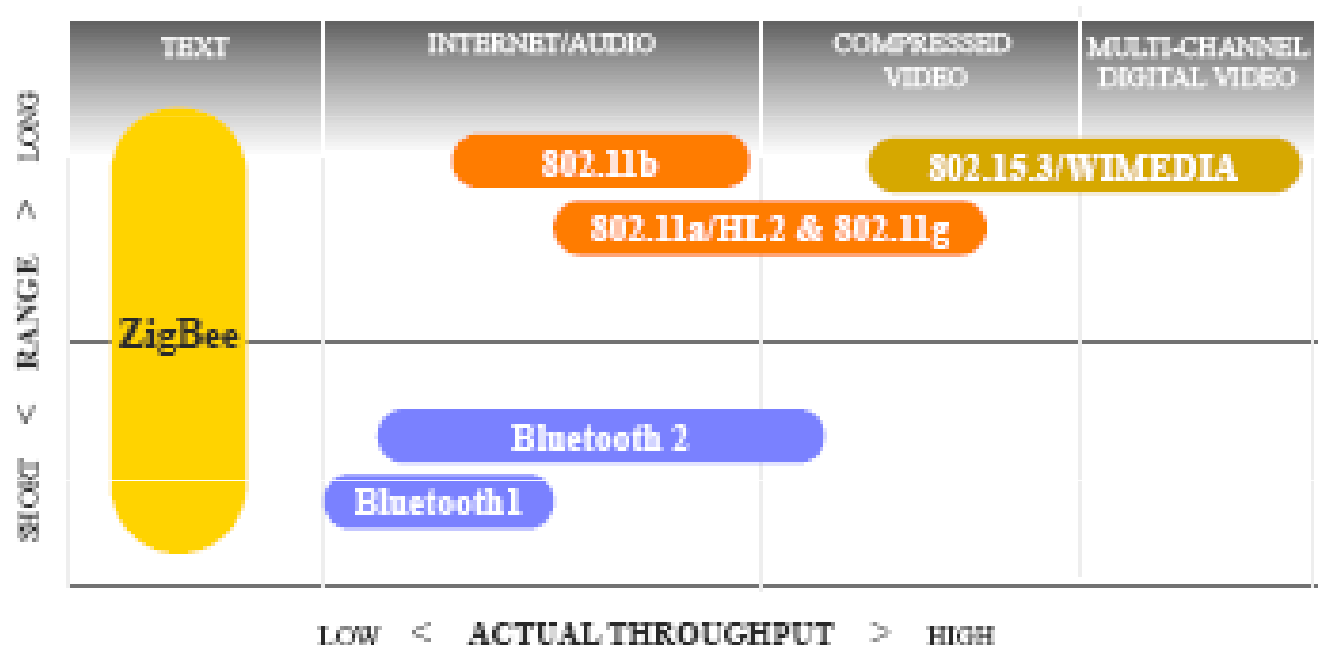 TEXT
INTERNET/AUDIO
COMPRESSED
VIDEO
MULTI-CHANNEL
DIGITAL VIDEO
SHORT < RANGE > LONG
802.11b
802.15.3/WIMEDIA
802.11a/HL2 & 802.11g
ZigBee
Bluetooth 2
Bluetooth1
LOW < ACTUAL THROUGHPUT > HIGH